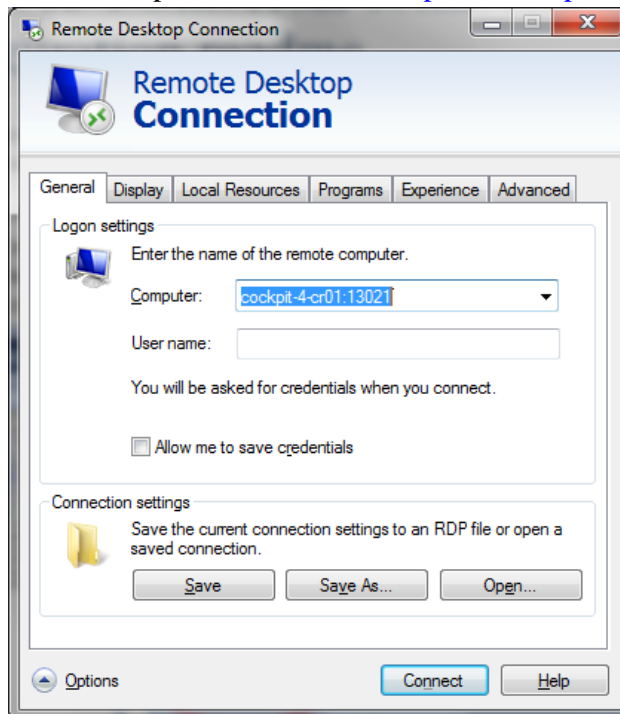 Remote Desktop Connection
Remote Desktop
Connection
General Display Local Resources Programs Experience Advanced
Logon settings
Enter the name of the remote computer.
Computer: cockpit-4-cr01:13021
User name:
You will be asked for credentials when you connect.
Allow me to save credentials
Connection settings
Save the current connection settings to an RDP file or open a
saved connection.
Save Save As... Open...
Options Connect Help